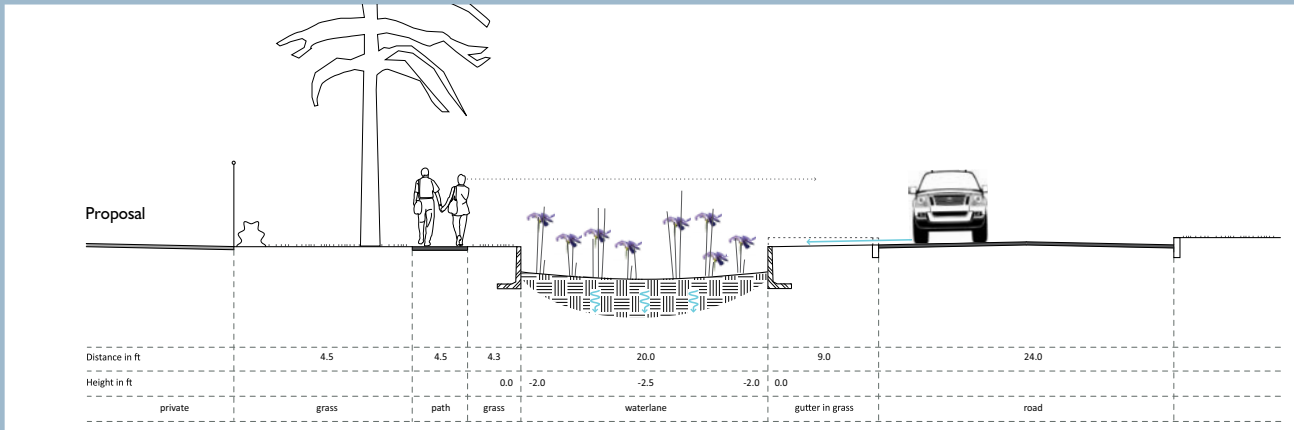 Proposal
Distance in ft 4.5 4.5 4.3 20.0 9.0 24.0
Height in ft 0.0 -2.0 -2.5 -2.0 0.0
private grass path grass waterlane gutter in grass road